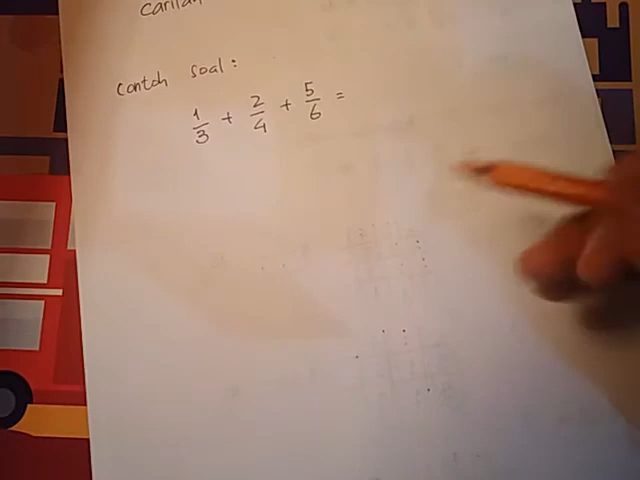 contoh soal:
1/3 + 2/4 + 5/6 =